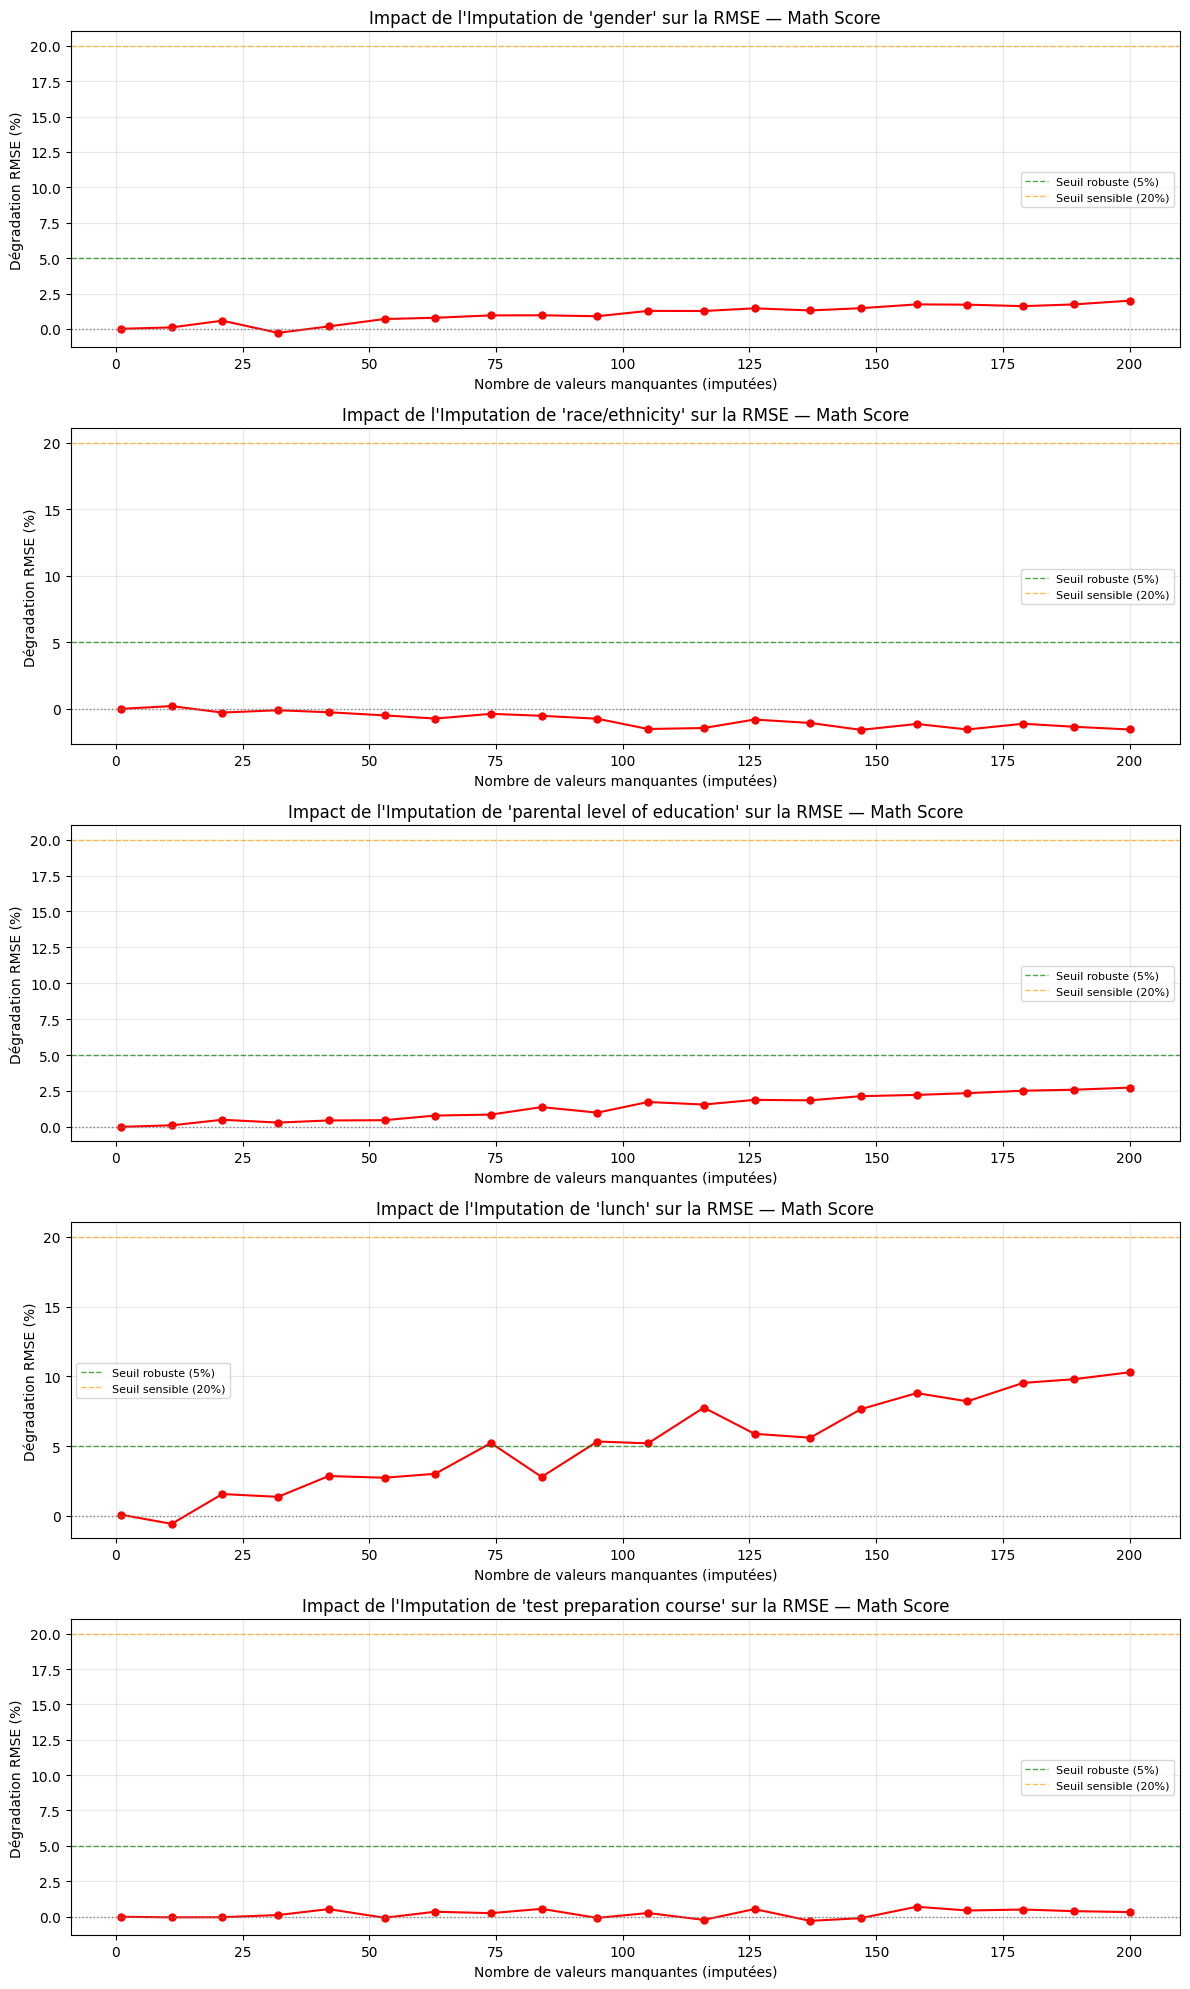 Impact de l'Imputation de 'gender' sur la RMSE — Math Score
Dégradation RMSE (%)
20.0
17.5
15.0
12.5
10.0
7.5
5.0
2.5
0.0
Seuil robuste (5%)
Seuil sensible (20%)
0 25 50 75 100 125 150 175 200
Nombre de valeurs manquantes (imputées)
Impact de l'Imputation de 'race/ethnicity' sur la RMSE — Math Score
Dégradation RMSE (%)
20
15
10
5
0
Seuil robuste (5%)
Seuil sensible (20%)
0 25 50 75 100 125 150 175 200
Nombre de valeurs manquantes (imputées)
Impact de l'Imputation de 'parental level of education' sur la RMSE — Math Score
Dégradation RMSE (%)
20.0
17.5
15.0
12.5
10.0
7.5
5.0
2.5
0.0
Seuil robuste (5%)
Seuil sensible (20%)
0 25 50 75 100 125 150 175 200
Nombre de valeurs manquantes (imputées)
Impact de l'Imputation de 'lunch' sur la RMSE — Math Score
Dégradation RMSE (%)
20
15
10
5
0
Seuil robuste (5%)
Seuil sensible (20%)
0 25 50 75 100 125 150 175 200
Nombre de valeurs manquantes (imputées)
Impact de l'Imputation de 'test preparation course' sur la RMSE — Math Score
Dégradation RMSE (%)
20.0
17.5
15.0
12.5
10.0
7.5
5.0
2.5
0.0
Seuil robuste (5%)
Seuil sensible (20%)
0 25 50 75 100 125 150 175 200
Nombre de valeurs manquantes (imputées)